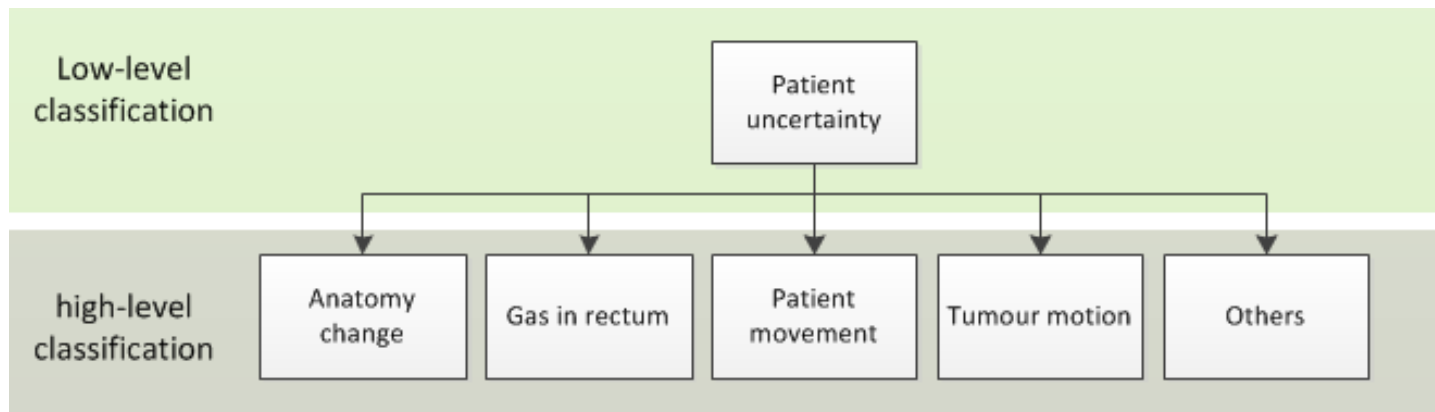 Low-level
classification
Patient
uncertainty
high-level
classification
Anatomy
change
Gas in rectum
Patient
movement
Tumour motion
Others